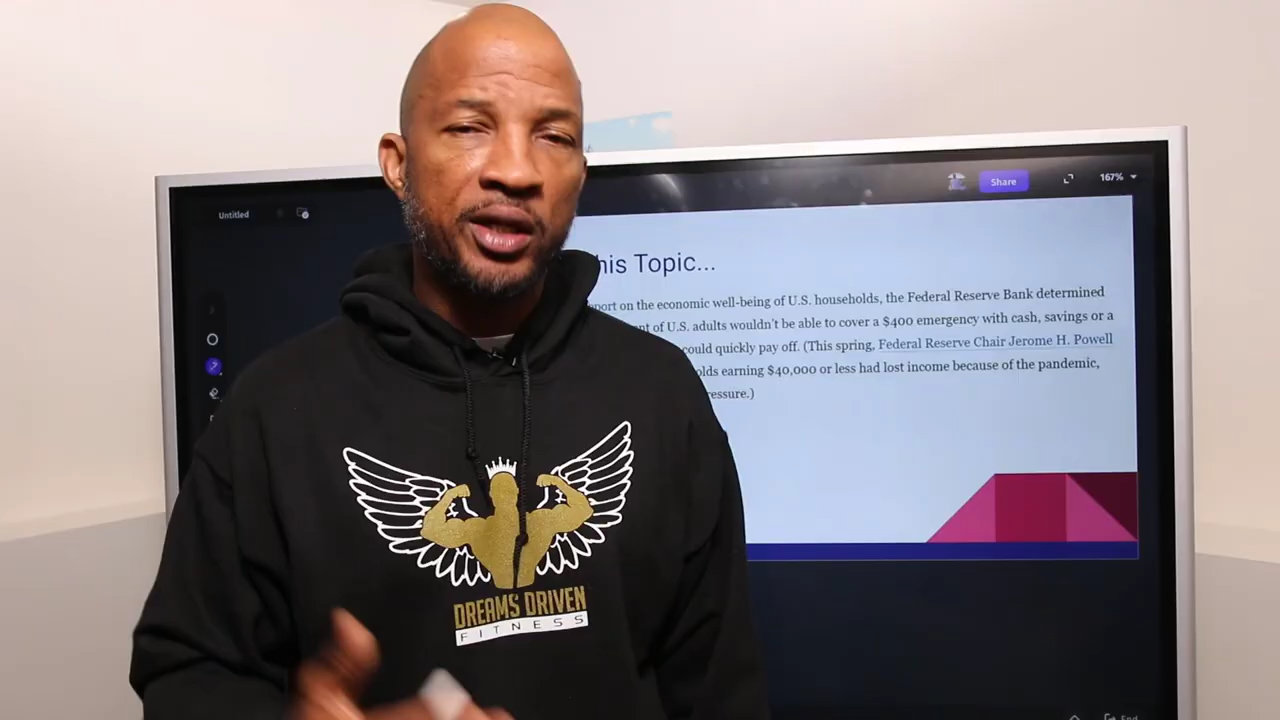 Untitled
Share
167%
his Topic...
port on the economic well-being of U.S. households, the Federal Reserve Bank determined
nt of U.S. adults wouldn't be able to cover a $400 emergency with cash, savings or a
could quickly pay off. (This spring, Federal Reserve Chair Jerome H. Powell
olds earning $40,000 or less had lost income because of the pandemic,
ressure.)
DREAMS DRIVEN
FITNESS
End